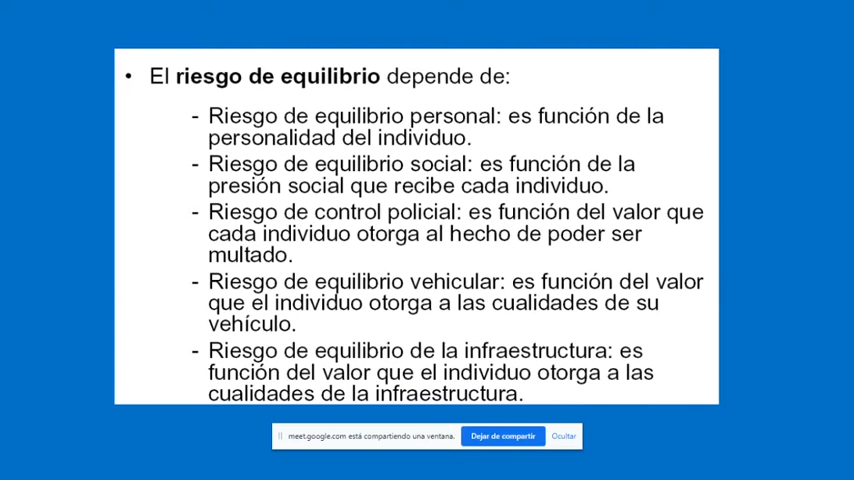 • El riesgo de equilibrio depende de:
- Riesgo de equilibrio personal: es función de la
personalidad del individuo.
- Riesgo de equilibrio social: es función de la
presión social que recibe cada individuo.
- Riesgo de control policial: es función del valor que
cada individuo otorga al hecho de poder ser
multado.
- Riesgo de equilibrio vehicular: es función del valor
que el individuo otorga a las cualidades de su
vehículo.
- Riesgo de equilibrio de la infraestructura: es
función del valor que el individuo otorga a las
cualidades de la infraestructura.
meet.google.com está compartiendo una ventana. Dejar de compartir Ocultar